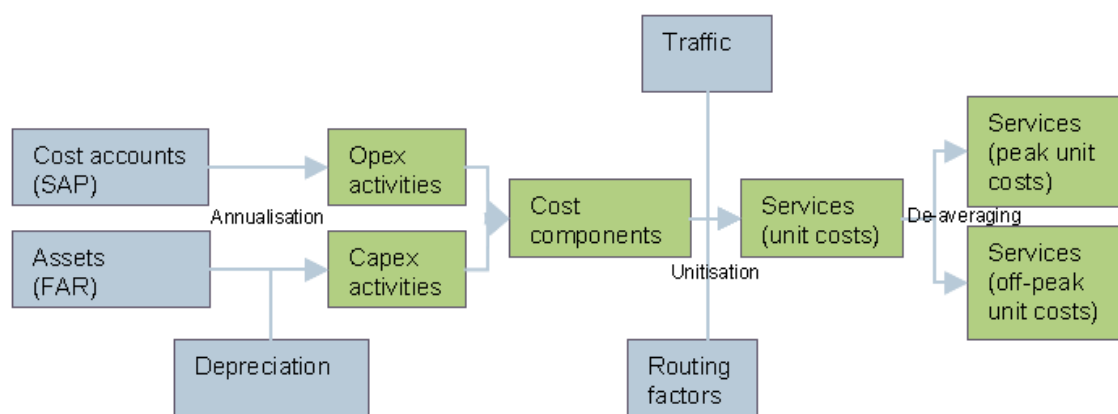 Traffic
Cost accounts
(SAP)
Opex
activities
Annualisation
Assets
(FAR)
Capex
activities
Depreciation
Cost
components
Unitisation
Routing
factors
Services
(unit costs)
De-averaging
Services
(peak unit
costs)
Services
(off-peak
unit costs)